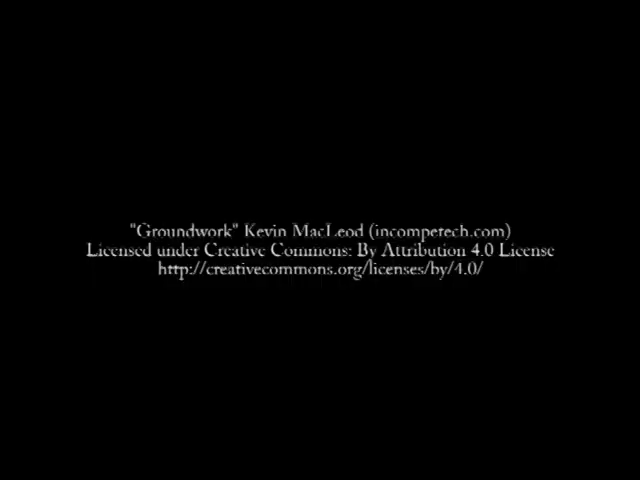 "Groundwork" Kevin MacLeod (incompetech.com)
Licensed under Creative Commons: By Attribution 4.0 License
http://creativecommons.org/licenses/by/4.0/